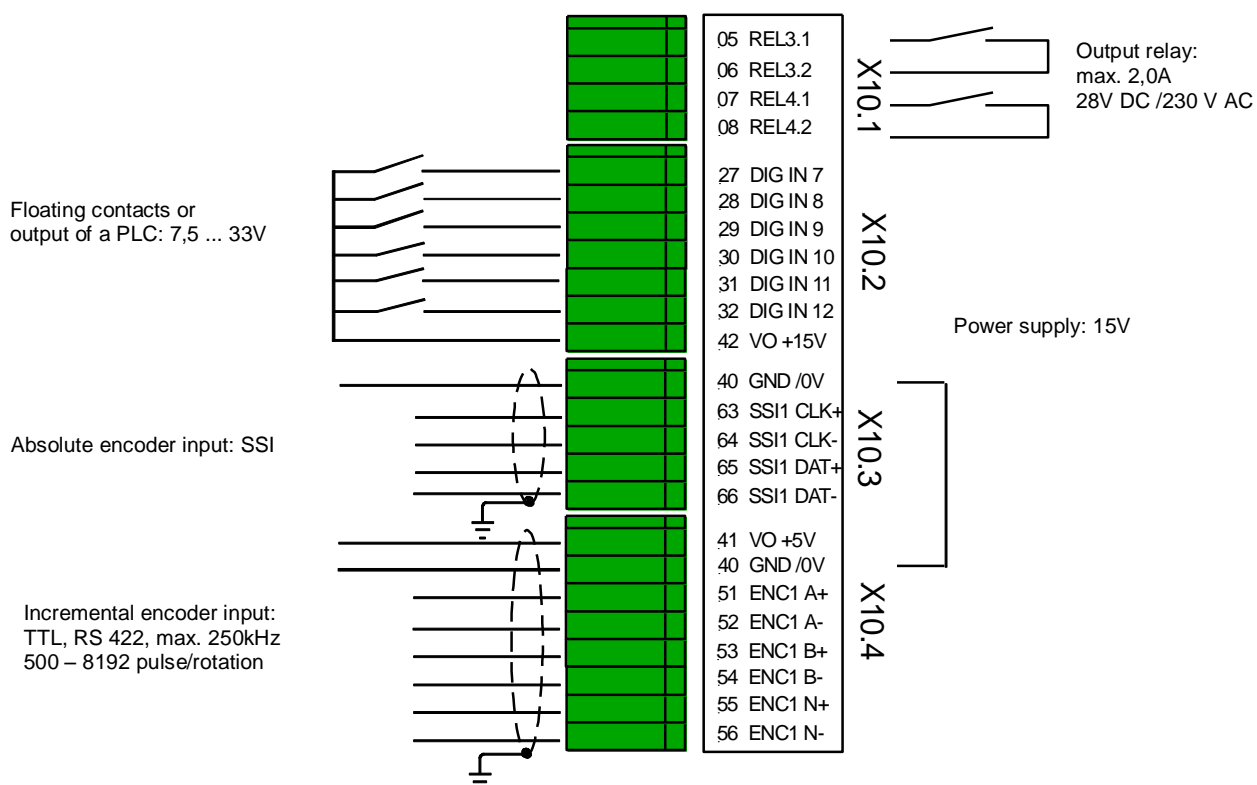 05 REL3.1
06 REL3.2
07 REL4.1
08 REL4.2
X10.1
Output relay:
max. 2,0A
28V DC /230 V AC
Floating contacts or
output of a PLC: 7,5 ... 33V
27 DIG IN 7
28 DIG IN 8
29 DIG IN 9
30 DIG IN 10
31 DIG IN 11
32 DIG IN 12
42 VO +15V
X10.2
Power supply: 15V
Absolute encoder input: SSI
40 GND /0V
63 SSI1 CLK+
64 SSI1 CLK-
65 SSI1 DAT+
66 SSI1 DAT-
X10.3
Incremental encoder input:
TTL, RS 422, max. 250kHz
500 – 8192 pulse/rotation
41 VO +5V
40 GND /0V
51 ENC1 A+
52 ENC1 A-
53 ENC1 B+
54 ENC1 B-
55 ENC1 N+
56 ENC1 N-
X10.4